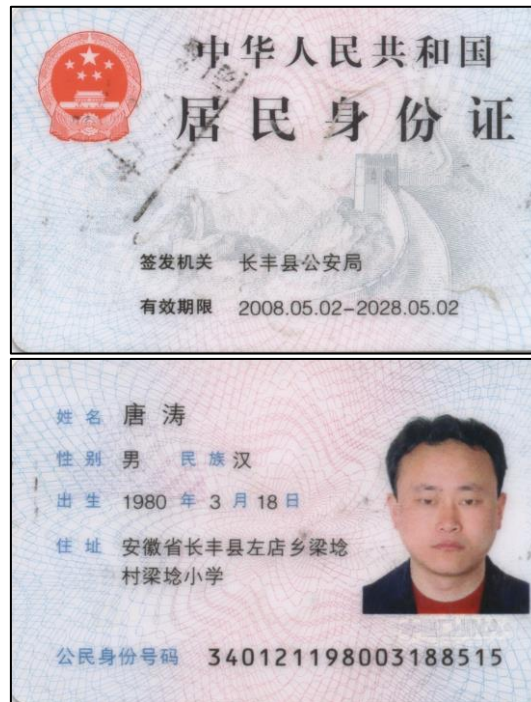 中华人民共和国
居民身份证
签发机关 长丰县公安局
有效期限 2008.05.02-2028.05.02
姓名 唐涛
性别 男 民族 汉
出生 1980 年 3 月 18 日
住址 安徽省长丰县左店乡梁埝
村梁埝小学
公民身份号码 340121198003188515